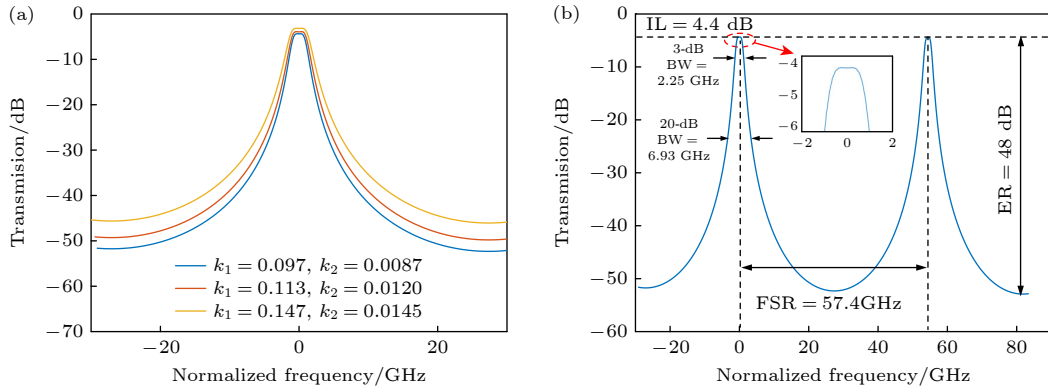 (a)
0
−10
−20
−30
−40
−50
−60
−70
Transmission/dB
k₁ = 0.097, k₂ = 0.0087
k₁ = 0.113, k₂ = 0.0120
k₁ = 0.147, k₂ = 0.0145
−20
0
20
Normalized frequency/GHz
(b)
0
−10
−20
−30
−40
−50
−60
Transmission/dB
IL = 4.4 dB
3-dB
BW =
2.25 GHz
20-dB
BW =
6.93 GHz
−4
−5
−6
−2
0
2
ER = 48 dB
FSR = 57.4GHz
−20
0
20
40
60
80
Normalized frequency/GHz